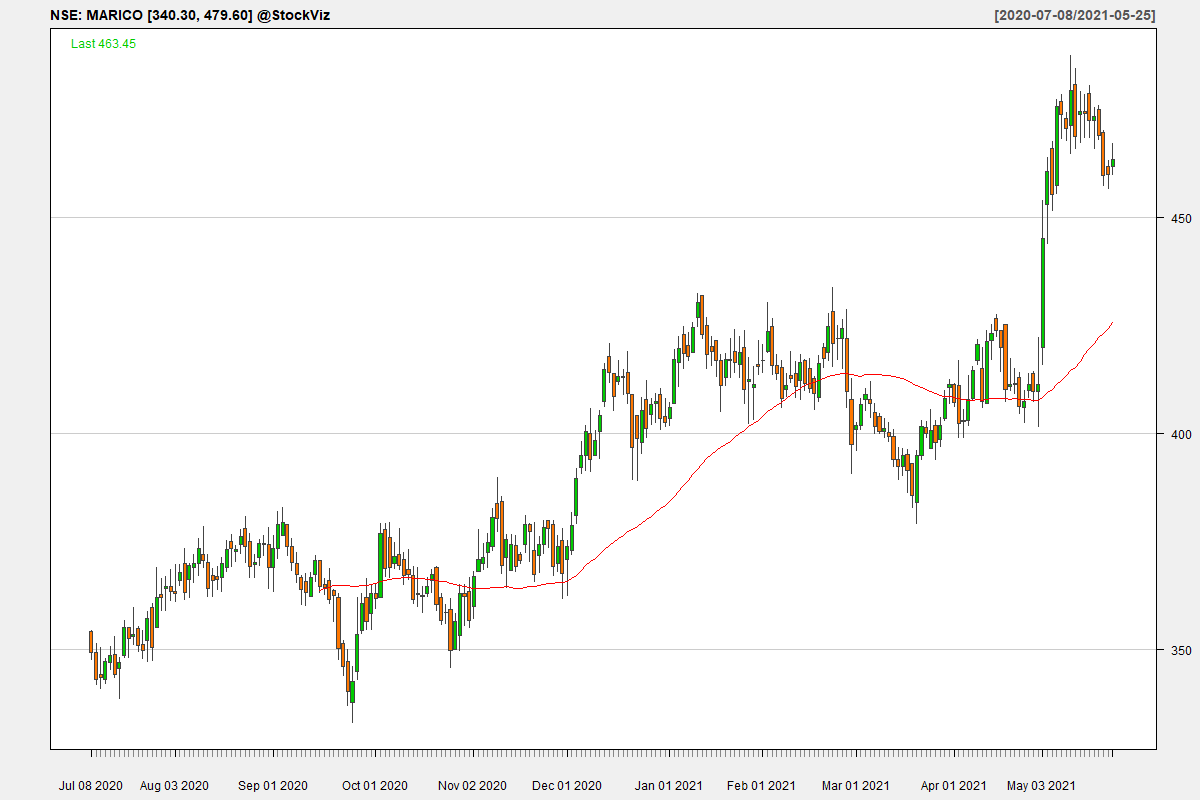 NSE: MARICO [340.30, 479.60] @StockViz
[2020-07-08/2021-05-25]
Last 463.45
450
400
350
Jul 08 2020
Aug 03 2020
Sep 01 2020
Oct 01 2020
Nov 02 2020
Dec 01 2020
Jan 01 2021
Feb 01 2021
Mar 01 2021
Apr 01 2021
May 03 2021